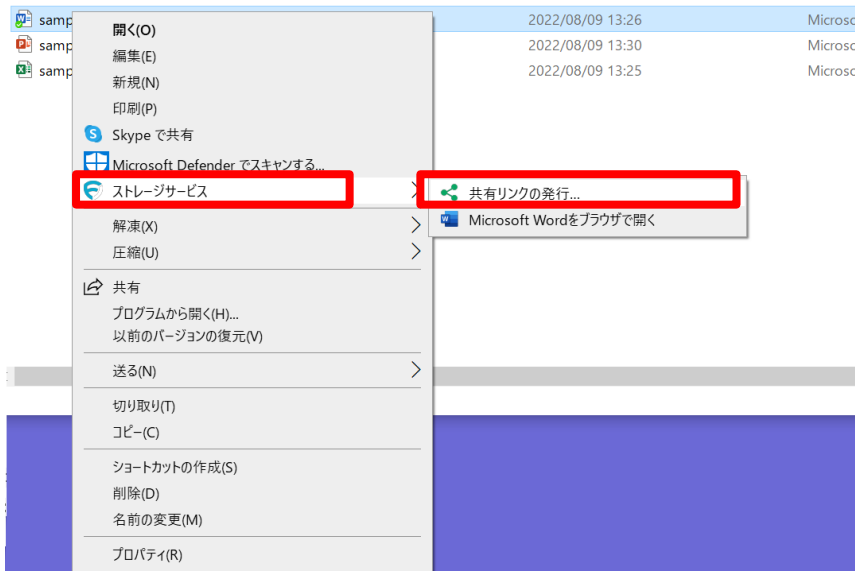 samp 2022/08/09 13:26 Microso
samp 2022/08/09 13:30 Microso
samp 2022/08/09 13:25 Microso
開く(O)
編集(E)
新規(N)
印刷(P)
Skype で共有
Microsoft Defender でスキャンする...
ストレージサービス
共有リンクの発行...
Microsoft Wordをブラウザで開く
解凍(X)
圧縮(U)
共有
プログラムから開く(H)...
以前のバージョンの復元(V)
送る(N)
切り取り(T)
コピー(C)
ショートカットの作成(S)
削除(D)
名前の変更(M)
プロパティ(R)